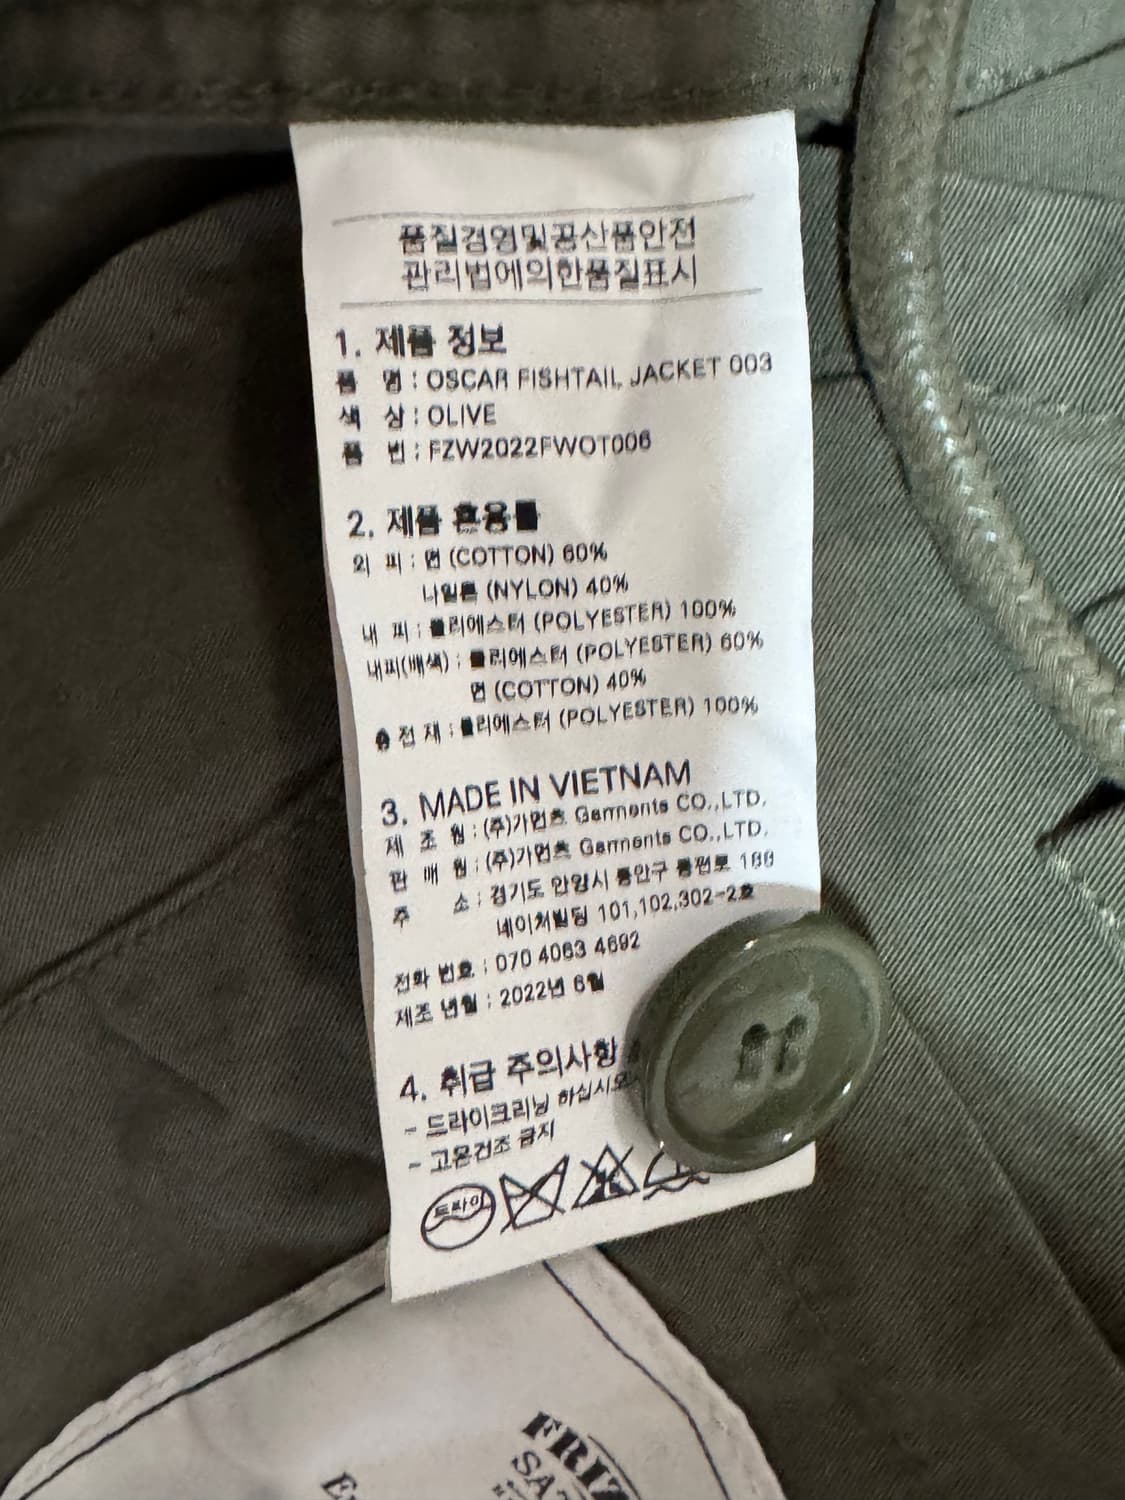 품질경영및공산품안전
관리법에의한품질표시
1. 제품 정보
품 명 : OSCAR FISHTAIL JACKET 003
색 상 : OLIVE
품 번 : FZW2022FWOT006
2. 제품 혼용률
외 피 : 면 (COTTON) 60%
나일론 (NYLON) 40%
내 피 : 폴리에스터 (POLYESTER) 100%
내피(배색) : 폴리에스터 (POLYESTER) 60%
면 (COTTON) 40%
충 전 재 : 폴리에스터 (POLYESTER) 100%
3. MADE IN VIETNAM
제 조 원 : (주)가먼츠 Garments CO.,LTD.
판 매 원 : (주)가먼츠 Garments CO.,LTD.
주 소 : 경기도 안양시 동안구 동편로
네이처빌딩 101,102,302-2호
전화 번호 : 070 4063 4692
제조 년월 : 2022년 6월
4. 취급 주의사항
- 드라이크리닝 하십시오
- 고온건조 금지
드라이